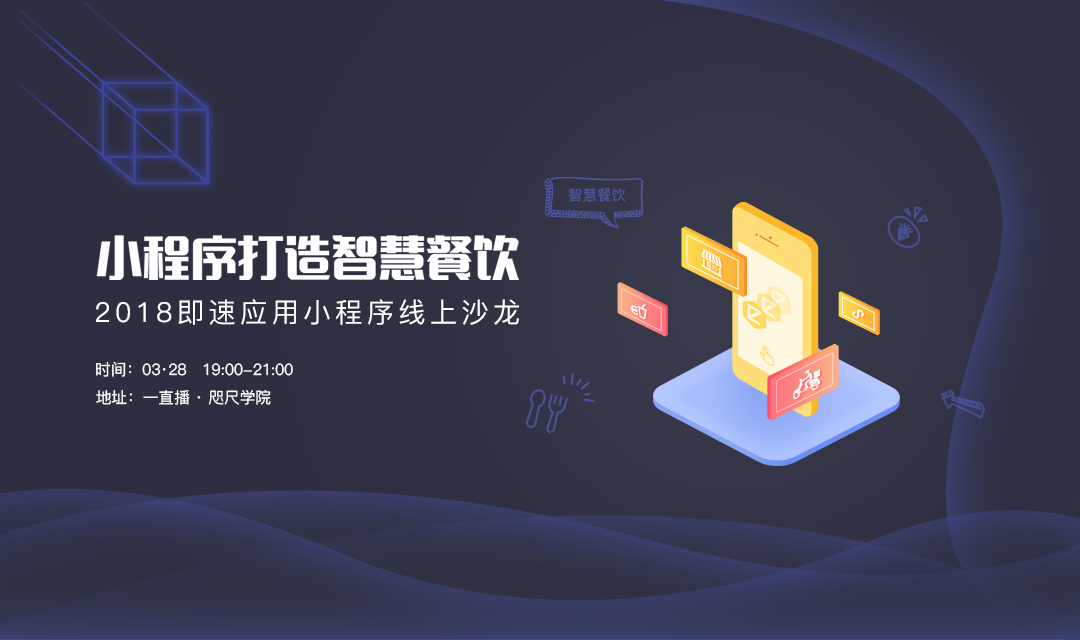 智慧餐饮
小程序打造智慧餐饮
2018即速应用小程序线上沙龙
时间：03·28 19:00-21:00
地址：一直播 · 咫尺学院